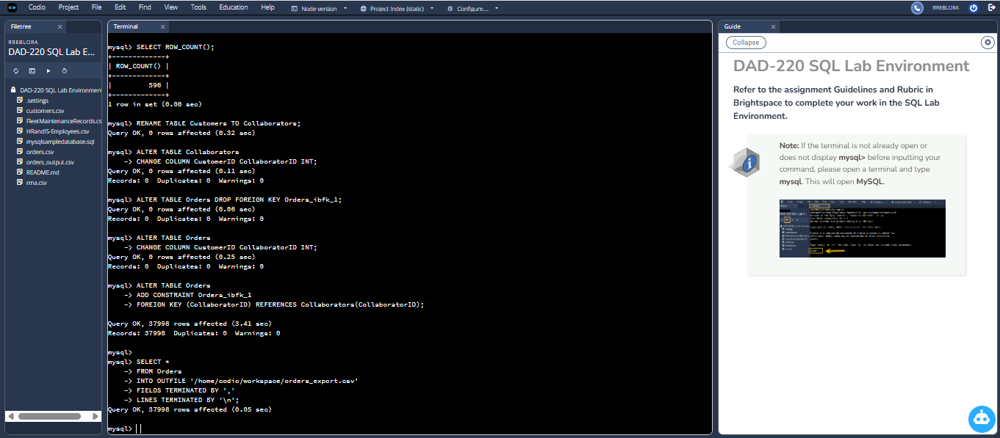 Codio Project File Edit Find View Tools Education Help Node version Project Index (static) Configure.... RREBLORA
Filetree x
RREBLORA
DAD-220 SQL Lab E...
DAD-220 SQL Lab Environment
.settings
customers.csv
FleetMaintenanceRecords.cs
HRandIS-Employees.csv
mysqlsampledatabase.sql
orders.csv
orders_output.csv
README.md
rma.csv
Terminal x
mysql> SELECT ROW_COUNT();
+-------------+
| ROW_COUNT() |
+-------------+
|         596 |
+-------------+
1 row in set (0.00 sec)
mysql> RENAME TABLE Customers TO Collaborators;
Query OK, 0 rows affected (0.32 sec)
mysql> ALTER TABLE Collaborators
    -> CHANGE COLUMN CustomerID CollaboratorID INT;
Query OK, 0 rows affected (0.11 sec)
Records: 0  Duplicates: 0  Warnings: 0
mysql> ALTER TABLE Orders DROP FOREIGN KEY Orders_ibfk_1;
Query OK, 0 rows affected (0.06 sec)
Records: 0  Duplicates: 0  Warnings: 0
mysql> ALTER TABLE Orders
    -> CHANGE COLUMN CustomerID CollaboratorID INT;
Query OK, 0 rows affected (0.25 sec)
Records: 0  Duplicates: 0  Warnings: 0
mysql> ALTER TABLE Orders
    -> ADD CONSTRAINT Orders_ibfk_1
    -> FOREIGN KEY (CollaboratorID) REFERENCES Collaborators(CollaboratorID);
Query OK, 37998 rows affected (3.41 sec)
Records: 37998  Duplicates: 0  Warnings: 0
mysql>
mysql> SELECT *
    -> FROM Orders
    -> INTO OUTFILE '/home/codio/workspace/orders_export.csv'
    -> FIELDS TERMINATED BY ','
    -> LINES TERMINATED BY '\n';
Query OK, 37998 rows affected (0.05 sec)
mysql>
Guide x
Collapse
DAD-220 SQL Lab Environment
Refer to the assignment Guidelines and Rubric in
Brightspace to complete your work in the SQL Lab
Environment.
Note: If the terminal is not already open or
does not display mysql> before inputting your
command, please open a terminal and type
mysql. This will open MySQL.